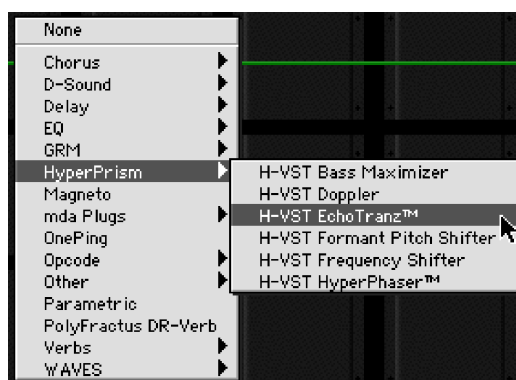 None
Chorus
D-Sound
Delay
EQ
GRM
HyperPrism
Magneto
mda Plugs
OnePing
Opcode
Other
Parametric
PolyFractus DR-Verb
Verbs
WAVES
H-VST Bass Maximizer
H-VST Doppler
H-VST EchoTranz™
H-VST Formant Pitch Shifter
H-VST Frequency Shifter
H-VST HyperPhaser™